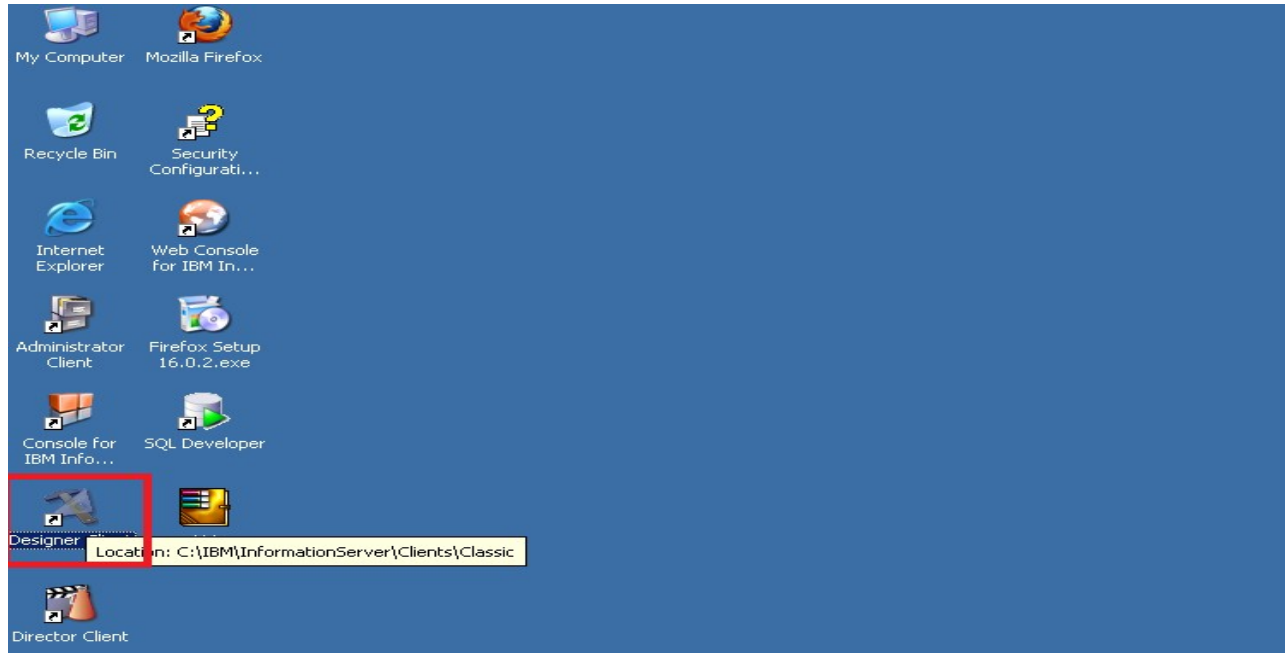 My Computer
Mozilla Firefox
Recycle Bin
Security
Configurati...
Internet
Explorer
Web Console
for IBM In...
Administrator
Client
Firefox Setup
16.0.2.exe
Console for
IBM Info...
SQL Developer
Designer
Location: C:\IBM\InformationServer\Clients\Classic
Director Client